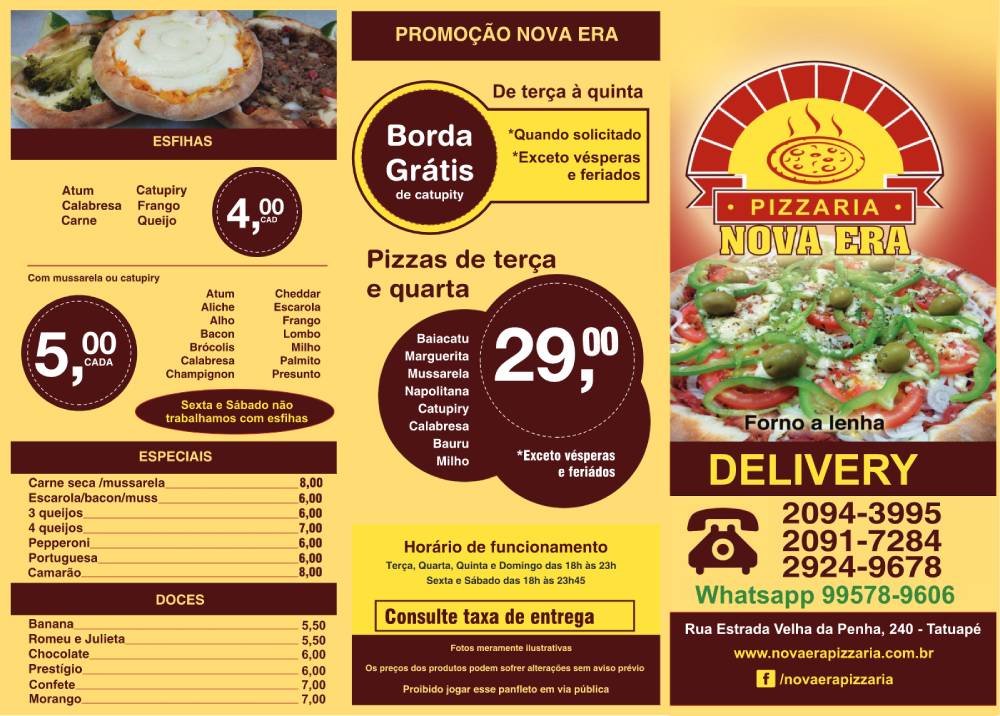 ESFIHAS
Atum
Calabresa
Carne
Catupiry
Frango
Queijo
4,00
CAD
Com mussarela ou catupiry
5,00
CADA
Atum
Aliche
Alho
Bacon
Brócolis
Calabresa
Champignon
Cheddar
Escarola
Frango
Lombo
Milho
Palmito
Presunto
Sexta e Sábado não
trabalhamos com esfihas
ESPECIAIS
Carne seca /mussarela 8,00
Escarola/bacon/muss 6,00
3 queijos 6,00
4 queijos 7,00
Pepperoni 6,00
Portuguesa 6,00
Camarão 8,00
DOCES
Banana 5,50
Romeu e Julieta 5,50
Chocolate 6,00
Prestígio 6,00
Confete 7,00
Morango 7,00
PROMOÇÃO NOVA ERA
De terça à quinta
Borda
Grátis
de catupity
*Quando solicitado
*Exceto vésperas
e feriados
Pizzas de terça
e quarta
Baiacatu
Marguerita
Mussarela
Napolitana
Catupiry
Calabresa
Bauru
Milho
29,00
*Exceto vésperas
e feriádos
Horário de funcionamento
Terça, Quarta, Quinta e Domingo das 18h às 23h
Sexta e Sábado das 18h às 23h45
Consulte taxa de entrega
Fotos meramente ilustrativas
Os preços dos produtos podem sofrer alterações sem aviso prévio
Proibido jogar esse panfleto em via pública
· PIZZARIA ·
NOVA ERA
Forno a lenha
DELIVERY
2094-3995
2091-7284
2924-9678
Whatsapp 99578-9606
Rua Estrada Velha da Penha, 240 - Tatuapé
www.novaerapizzaria.com.br
f /novaerapizzaria